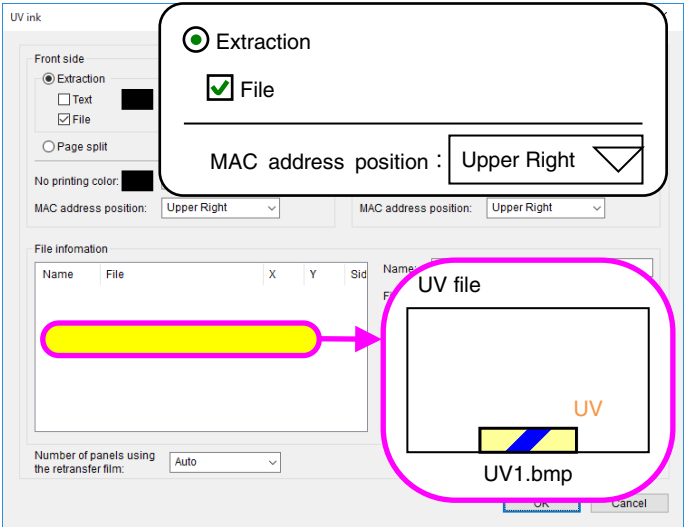 UV ink
Extraction
File
MAC address position : Upper Right
Front side
Extraction
Text
File
Page split
No printing color:
MAC address position: Upper Right
MAC address position: Upper Right
File infomation
Name File X Y Sid
Name:
UV file
UV
UV1.bmp
Number of panels using
the retransfer film: Auto
OK Cancel